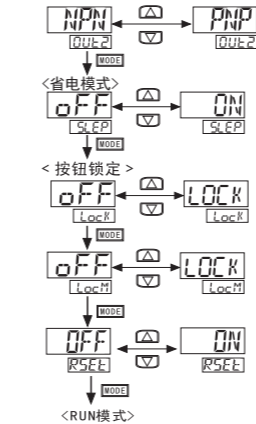 NPN PNP
OUt2 OUt2
MODE
<省电模式>
oFF ON
SLEP SLEP
MODE
<按钮锁定>
oFF LOCK
LocK LocK
MODE
oFF LOCK
LocM LocM
MODE
OFF ON
RSEt RSEt
MODE
<RUN模式>